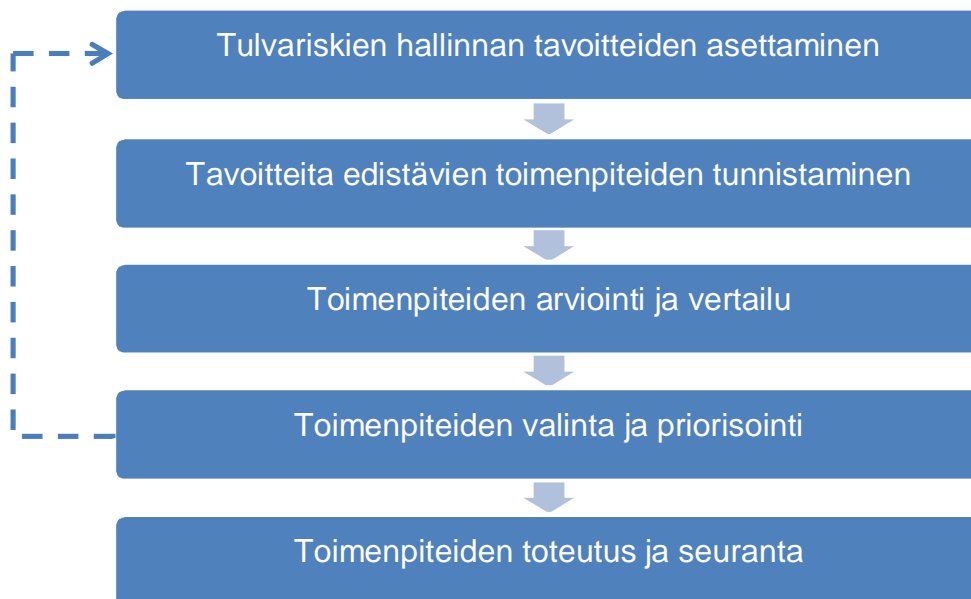 Tulvariskien hallinnan tavoitteiden asettaminen
Tavoitteita edistävien toimenpiteiden tunnistaminen
Toimenpiteiden arviointi ja vertailu
Toimenpiteiden valinta ja priorisointi
Toimenpiteiden toteutus ja seuranta